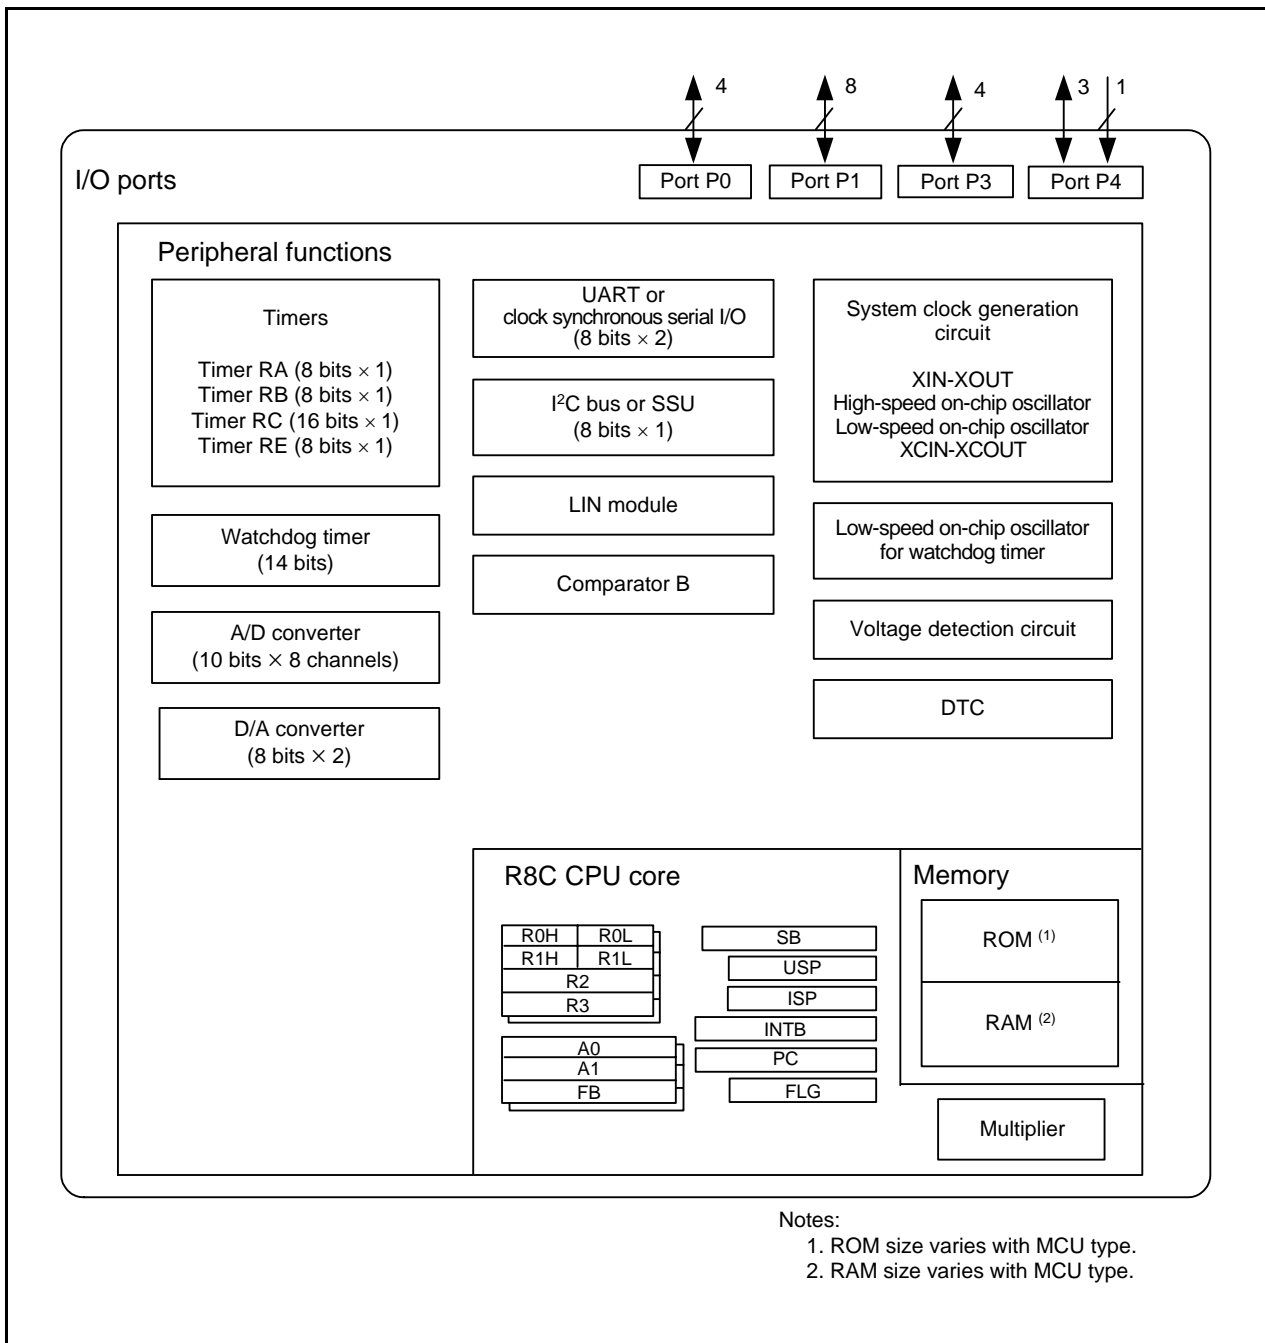 4 8 4 3 1
I/O ports
Port P0 Port P1 Port P3 Port P4
Peripheral functions
Timers
Timer RA (8 bits × 1)
Timer RB (8 bits × 1)
Timer RC (16 bits × 1)
Timer RE (8 bits × 1)
Watchdog timer
(14 bits)
A/D converter
(10 bits × 8 channels)
D/A converter
(8 bits × 2)
UART or
clock synchronous serial I/O
(8 bits × 2)
I²C bus or SSU
(8 bits × 1)
LIN module
Comparator B
System clock generation
circuit
XIN-XOUT
High-speed on-chip oscillator
Low-speed on-chip oscillator
XCIN-XCOUT
Low-speed on-chip oscillator
for watchdog timer
Voltage detection circuit
DTC
R8C CPU core
R0H R0L
R1H R1L
R2
R3
A0
A1
FB
SB
USP
ISP
INTB
PC
FLG
Memory
ROM (1)
RAM (2)
Multiplier
Notes:
1. ROM size varies with MCU type.
2. RAM size varies with MCU type.